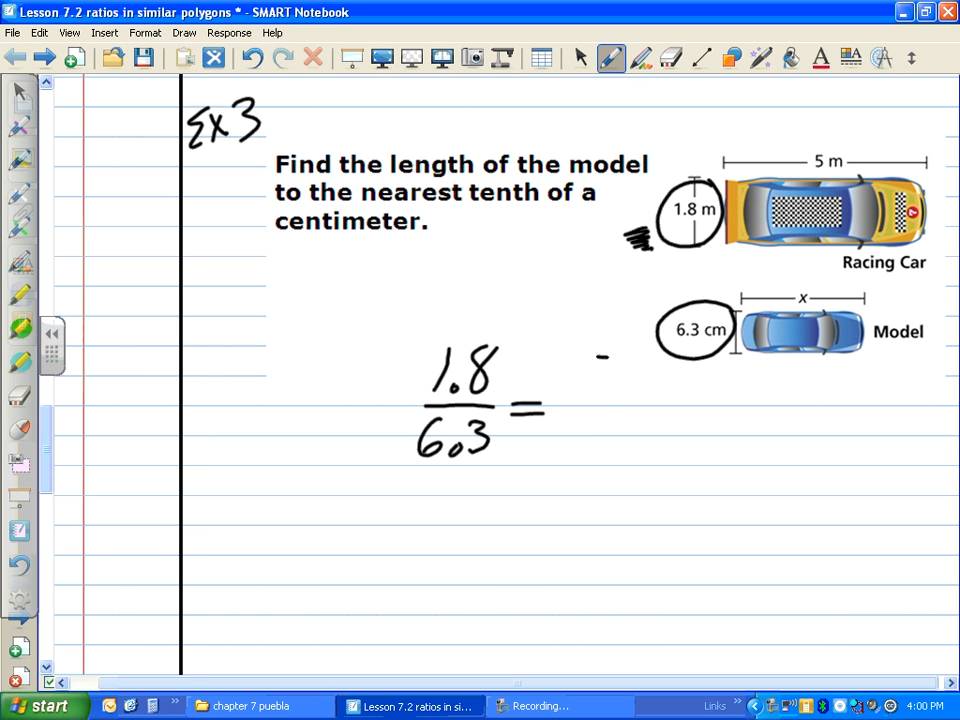 Lesson 7.2 ratios in similar polygons * - SMART Notebook
File Edit View Insert Format Draw Response Help
Ex 3
Find the length of the model
to the nearest tenth of a
centimeter.
5 m
1.8 m
Racing Car
x
6.3 cm
Model
1.8
=
6.3
start
chapter 7 puebla
Lesson 7.2 ratios in si...
Recording...
Links
4:00 PM